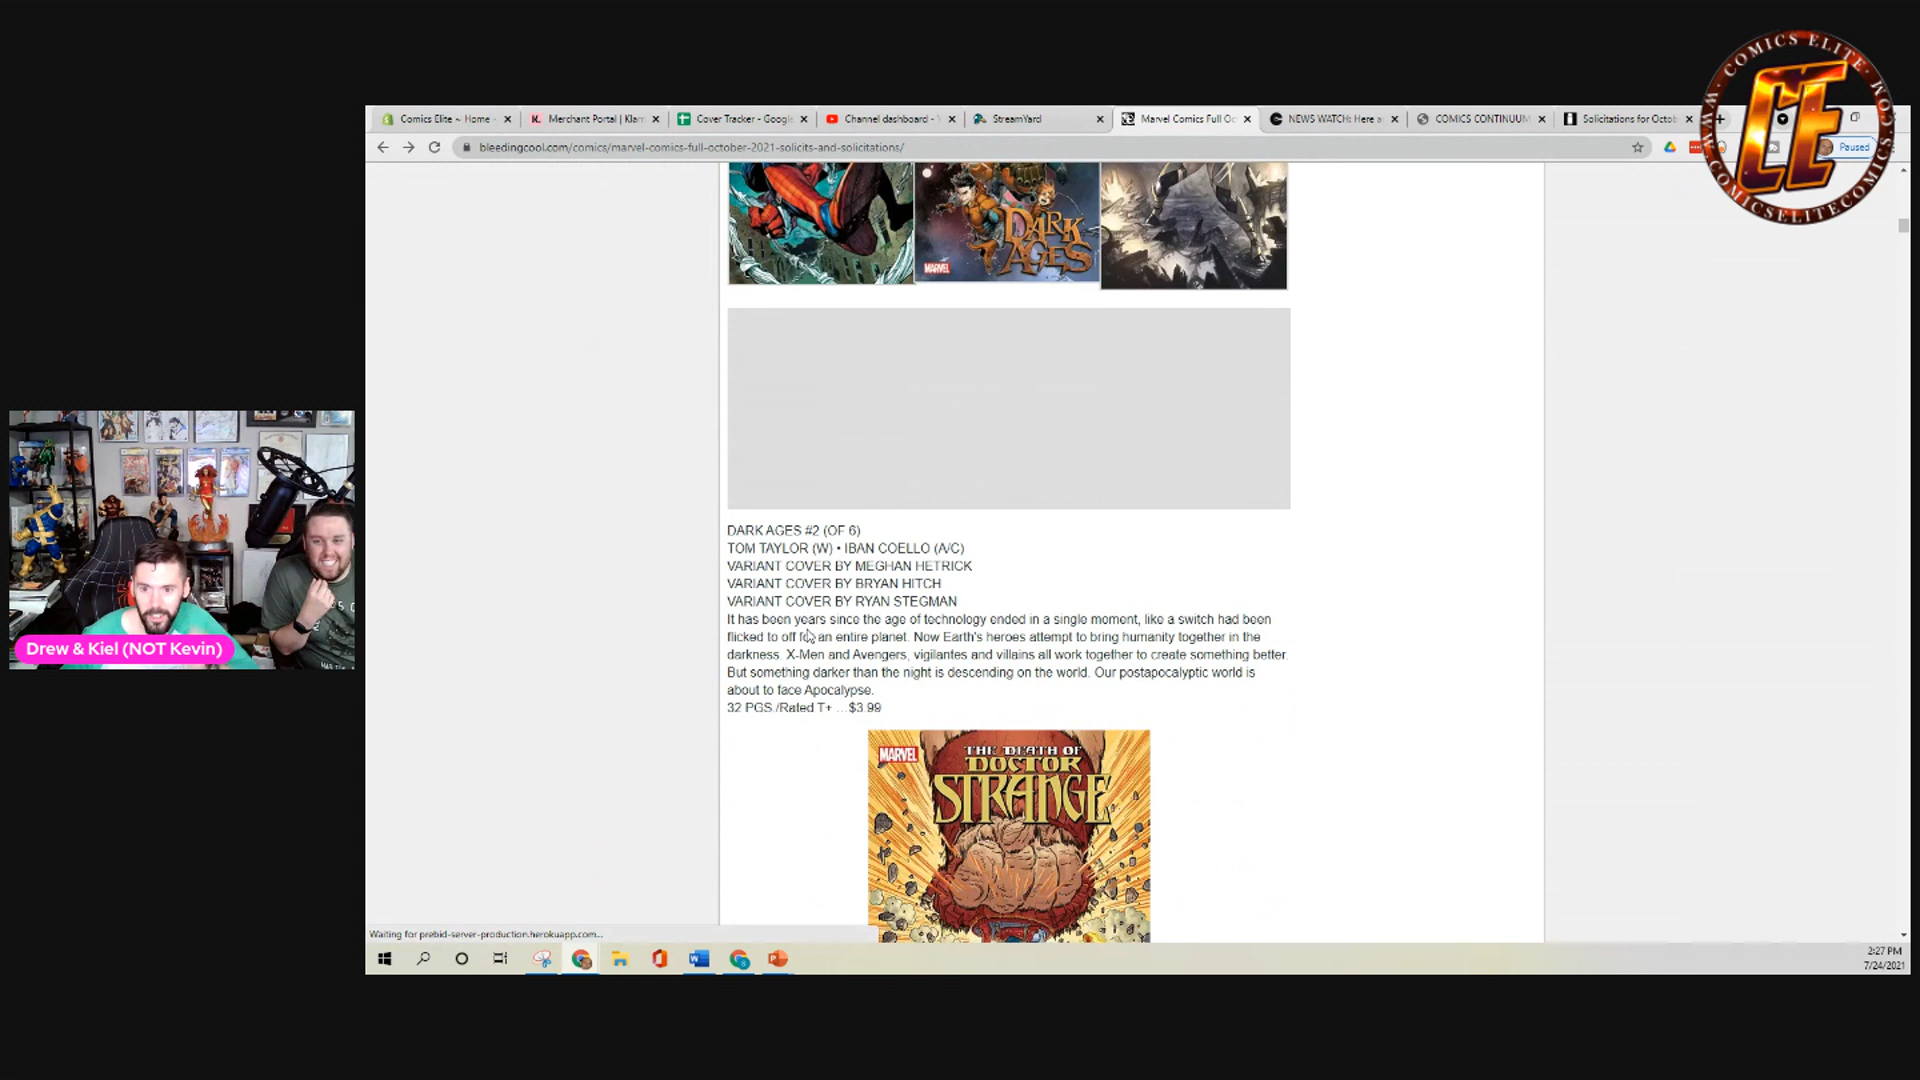 COMICS ELITE
WWW.COMICSELITECOMICS.COM
CE
Comics Elite ~ Home -
Merchant Portal | Klar
Cover Tracker - Google
Channel dashboard -
StreamYard
Marvel Comics Full Oc
NEWS WATCH: Here a
COMICS CONTINUUM
Solicitations for Octob
bleedingcool.com/comics/marvel-comics-full-october-2021-solicits-and-solicitations/
Paused
DARK
AGES
MARVEL
DARK AGES #2 (OF 6)
TOM TAYLOR (W) • IBAN COELLO (A/C)
VARIANT COVER BY MEGHAN HETRICK
VARIANT COVER BY BRYAN HITCH
VARIANT COVER BY RYAN STEGMAN
It has been years since the age of technology ended in a single moment, like a switch had been
flicked to off for an entire planet. Now Earth's heroes attempt to bring humanity together in the
darkness. X-Men and Avengers, vigilantes and villains all work together to create something better.
But something darker than the night is descending on the world. Our postapocalyptic world is
about to face Apocalypse.
32 PGS./Rated T+ …$3.99
MARVEL
THE DEATH OF
DOCTOR
STRANGE
Drew & Kiel (NOT Kevin)
Waiting for prebid-server-production.herokuapp.com...
2:27 PM
7/24/2021